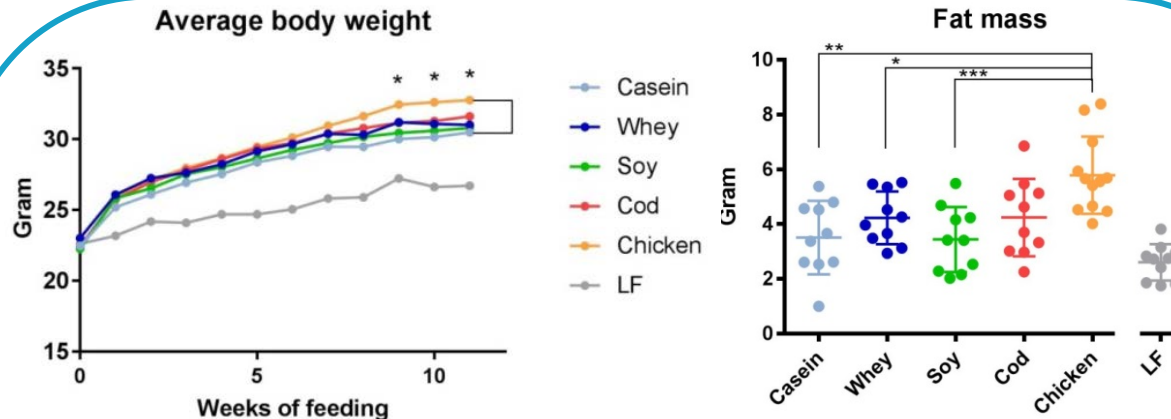 Average body weight
35
30
25
20
15
Gram
* * *
0 5 10
Weeks of feeding
Casein
Whey
Soy
Cod
Chicken
LF
Fat mass
10
8
6
4
2
0
Gram
**
*
***
Casein
Whey
Soy
Cod
Chicken
LF